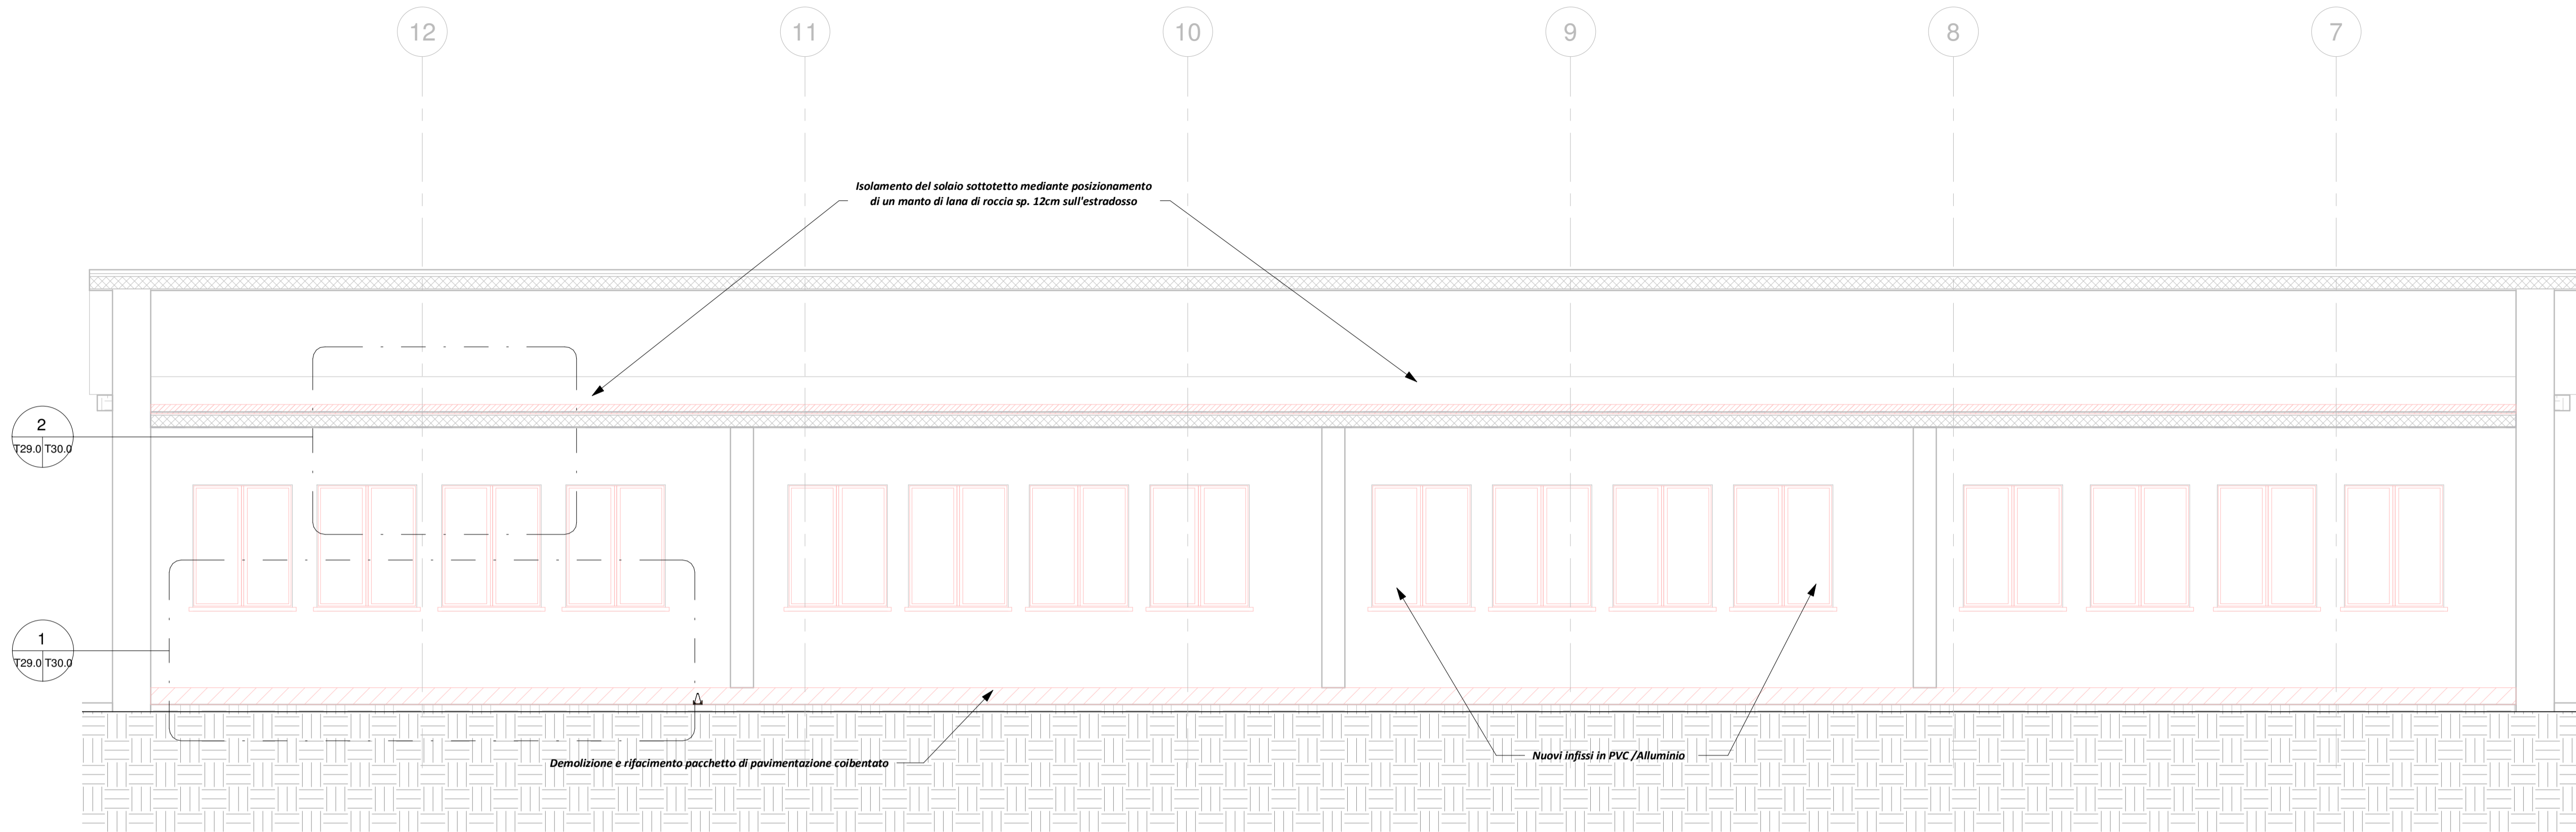 12
11
10
9
8
7
Isolamento del solaio sottotetto mediante posizionamento
di un manto di lana di roccia sp. 12cm sull'estradosso
2
T29.0 T30.0
1
T29.0 T30.0
Demolizione e rifacimento pacchetto di pavimentazione coibentato
Nuovi infissi in PVC/Alluminio